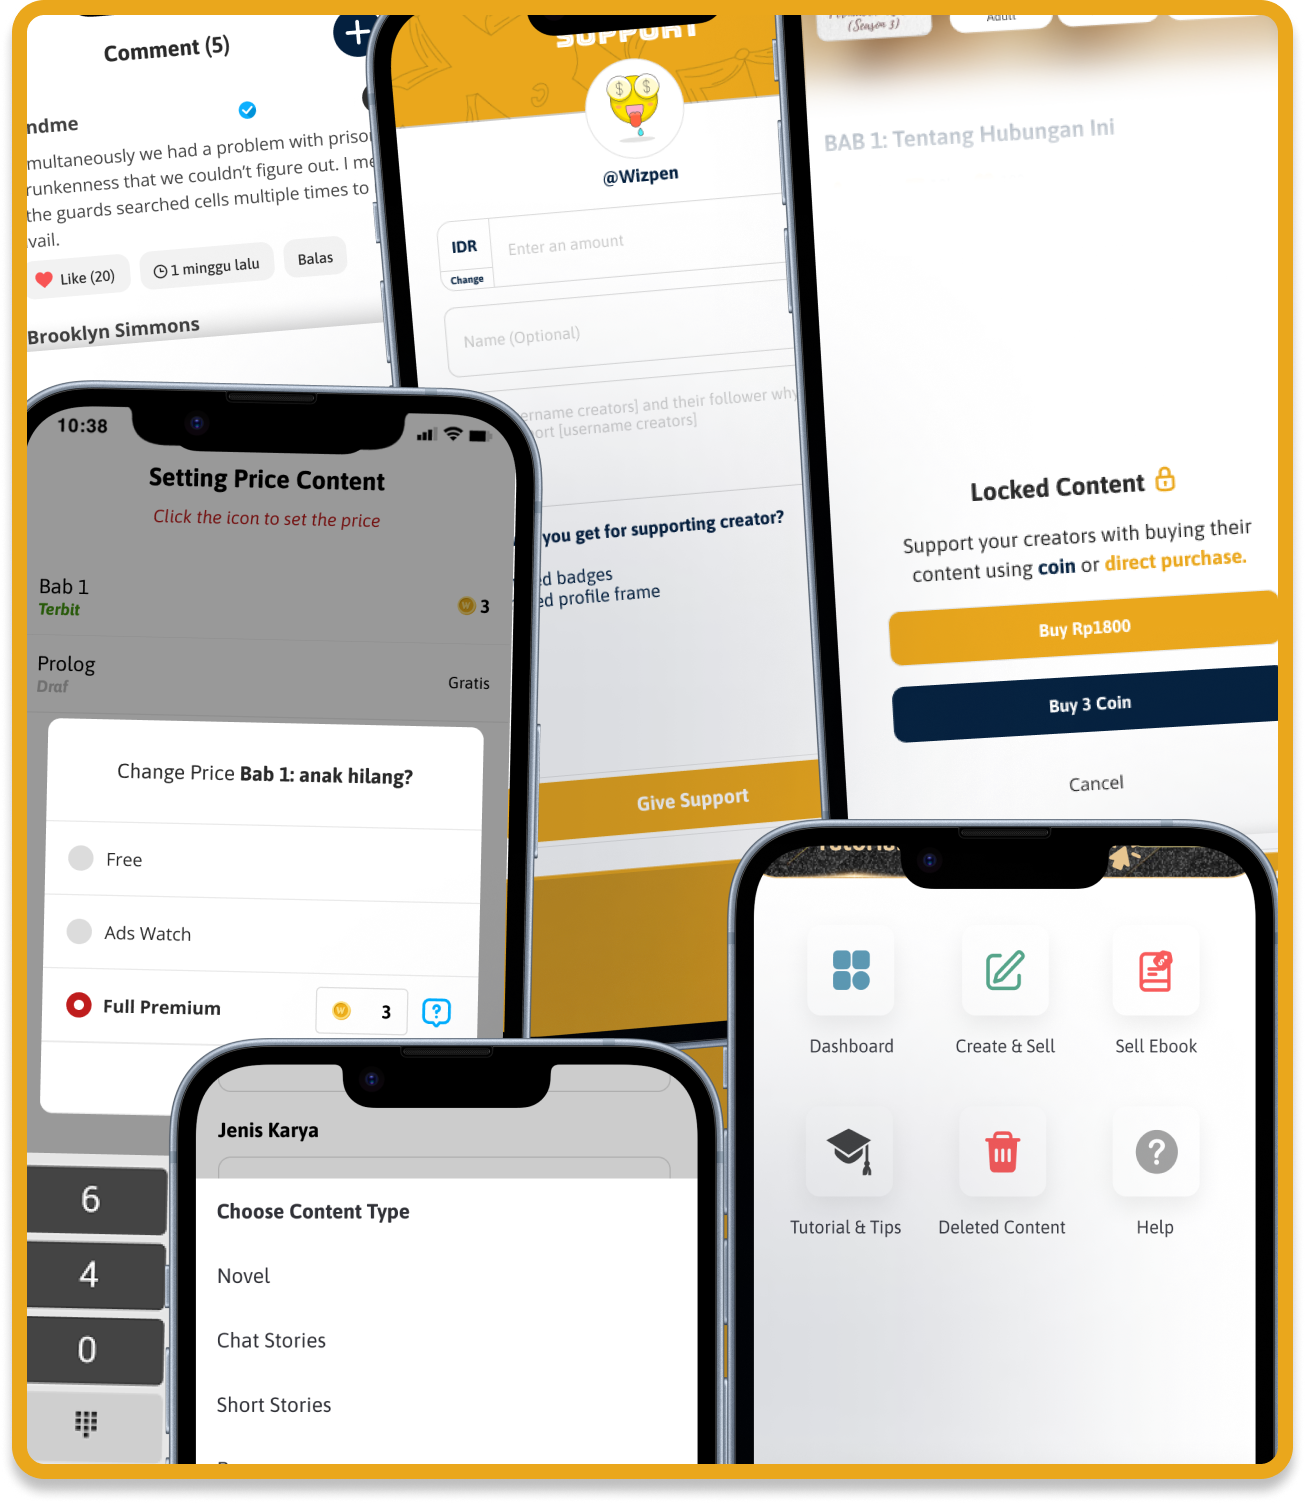 Comment (5)
ndme
multaneously we had a problem with prison
runkenness that we couldn't figure out. I me
the guards searched cells multiple times to
vail.
Like (20)
1 minggu lalu
Balas
Brooklyn Simmons
SUPPORT
@Wizpen
IDR
Change
Enter an amount
Name (Optional)
ername creators] and their follower why
ort [username creators]
you get for supporting creator?
ed badges
ed profile frame
Give Support
(Season 3)
Adult
BAB 1: Tentang Hubungan Ini
Locked Content
Support your creators with buying their
content using coin or direct purchase.
Buy Rp1800
Buy 3 Coin
Cancel
10:38
Setting Price Content
Click the icon to set the price
Bab 1
Terbit
3
Prolog
Draf
Gratis
Change Price Bab 1: anak hilang?
Free
Ads Watch
Full Premium
3
6
4
0
Jenis Karya
Choose Content Type
Novel
Chat Stories
Short Stories
Dashboard
Create & Sell
Sell Ebook
Tutorial & Tips
Deleted Content
Help